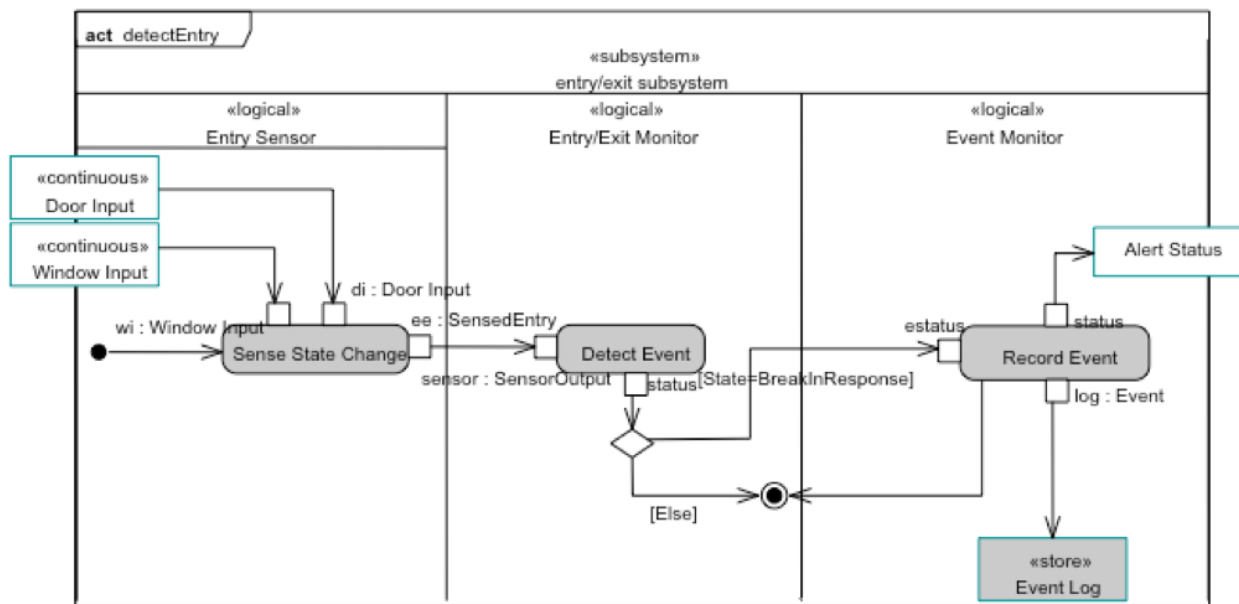 act detectEntry
«subsystem»
entry/exit subsystem
«logical»
Entry Sensor
«logical»
Entry/Exit Monitor
«logical»
Event Monitor
«continuous»
Door Input
«continuous»
Window Input
Alert Status
di : Door Input
wi : Window Input
ee : SensedEntry
estatus
status
Sense State Change
Detect Event
Record Event
sensor : SensorOutput
status
[State=BreakInResponse]
log : Event
[Else]
«store»
Event Log